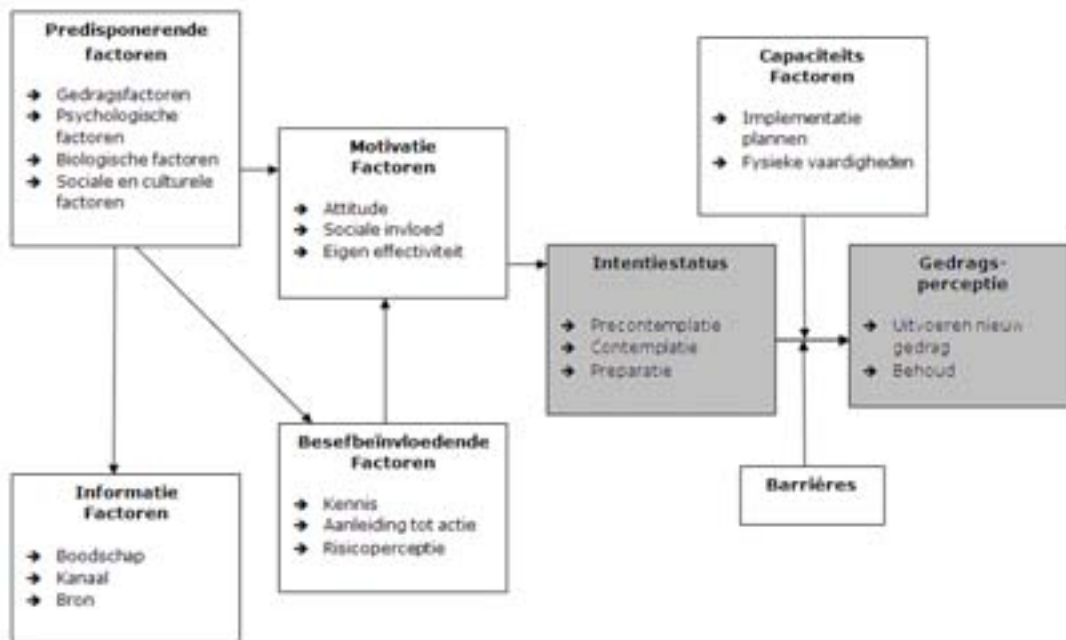 Predisponerende
factoren
➔ Gedragsfactoren
➔ Psychologische
factoren
➔ Biologische factoren
➔ Sociale en culturele
factoren
Motivatie
Factoren
➔ Attitude
➔ Sociale invloed
➔ Eigen effectiviteit
Capaciteits
Factoren
➔ Implementatie
plannen
➔ Fysieke vaardigheden
Intentiestatus
➔ Precontemplatie
➔ Contemplatie
➔ Preparatie
Gedrags-
perceptie
➔ Uitvoeren nieuw
gedrag
➔ Behoud
Besefbeïnvloedende
Factoren
➔ Kennis
➔ Aanleiding tot actie
➔ Risicoperceptie
Barriéres
Informatie
Factoren
➔ Boodschap
➔ Kanaal
➔ Bron